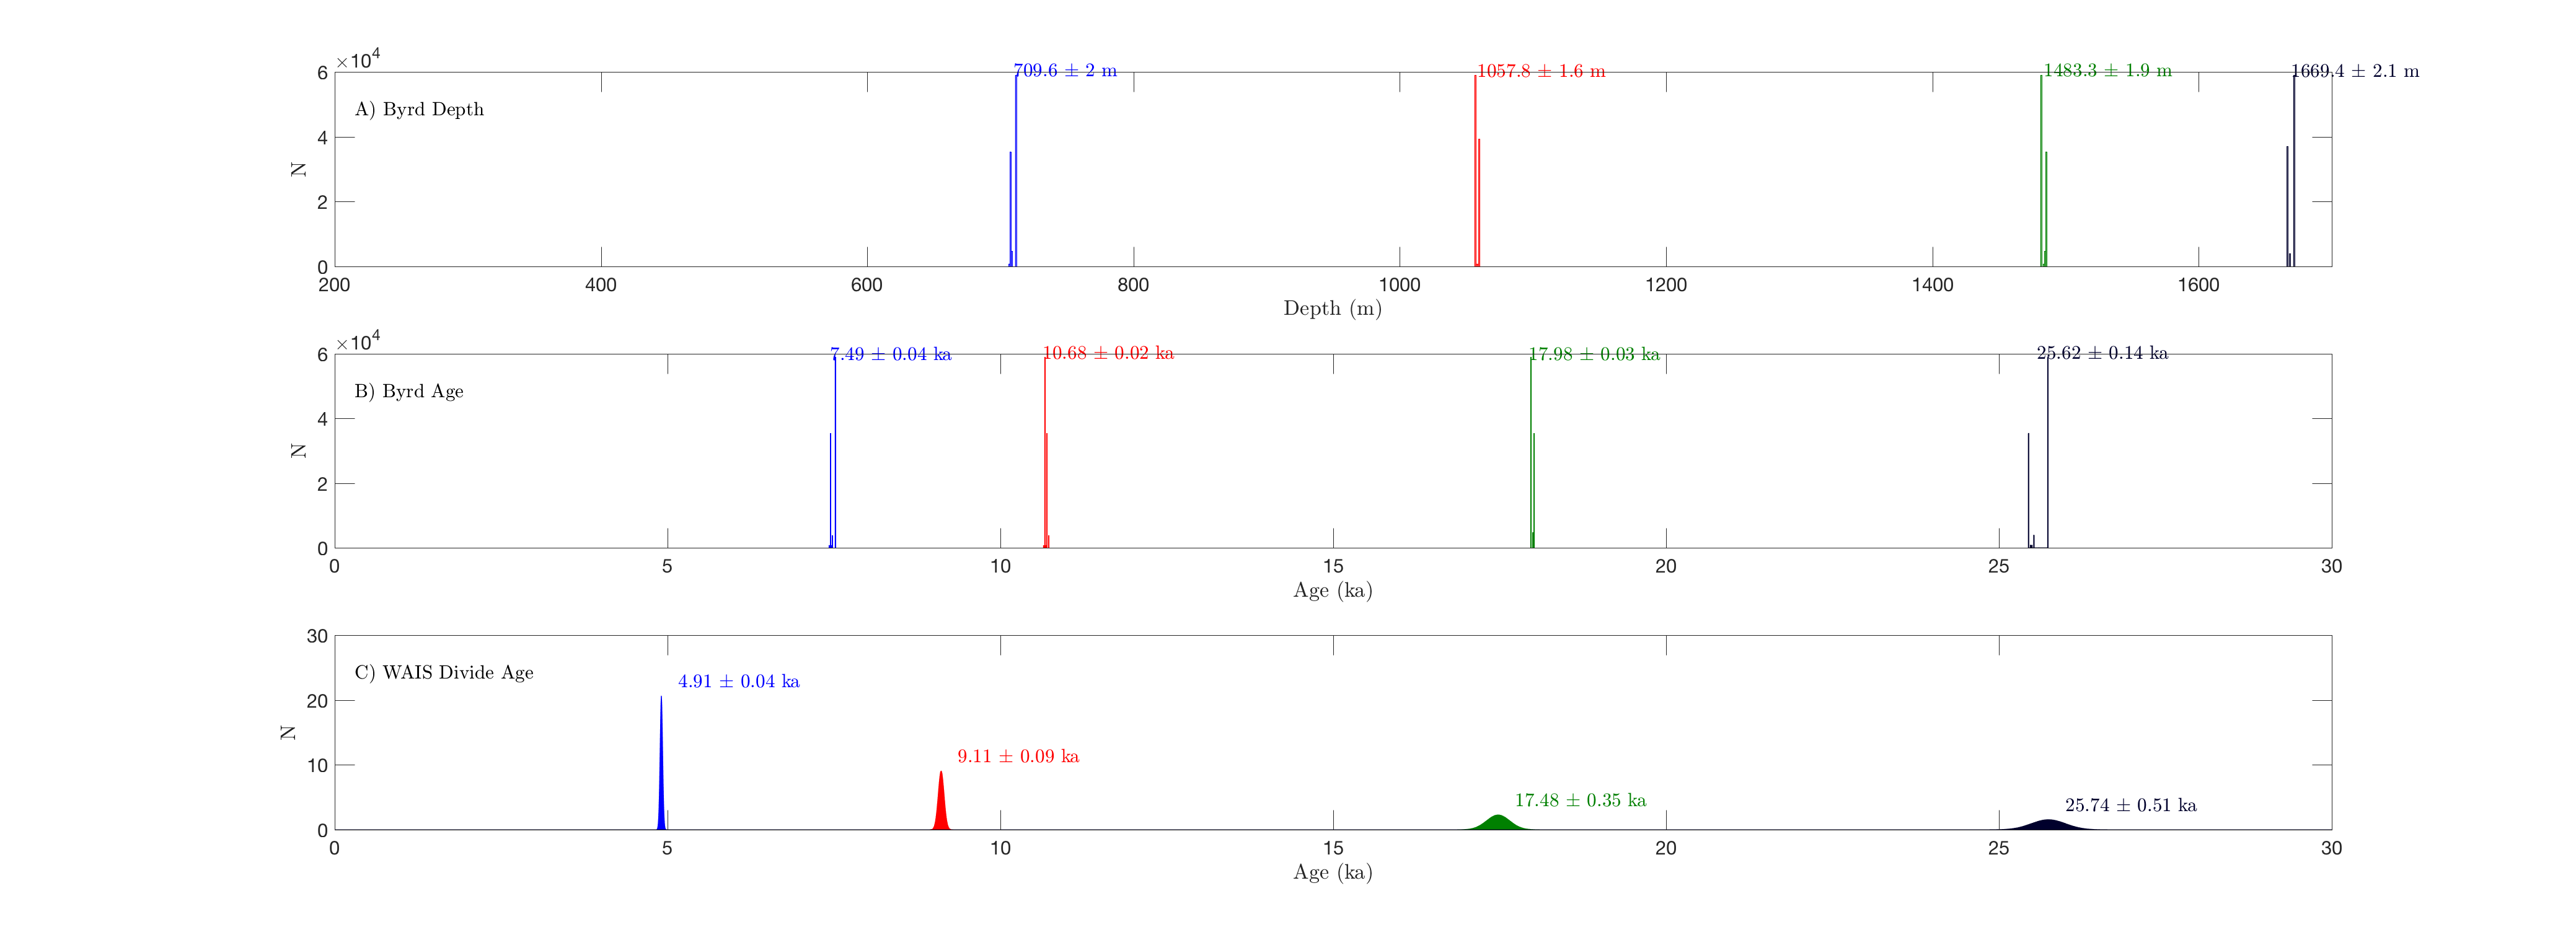 ×10⁴
6
709.6 ± 2 m
1057.8 ± 1.6 m
1483.3 ± 1.9 m
1669.4 ± 2.1 m
A) Byrd Depth
4
N
2
0
200 400 600 800 1000 1200 1400 1600
Depth (m)
×10⁴
6
7.49 ± 0.04 ka
10.68 ± 0.02 ka
17.98 ± 0.03 ka
25.62 ± 0.14 ka
B) Byrd Age
4
N
2
0
0 5 10 15 20 25 30
Age (ka)
30
C) WAIS Divide Age
4.91 ± 0.04 ka
20
N
9.11 ± 0.09 ka
10
17.48 ± 0.35 ka
25.74 ± 0.51 ka
0
0 5 10 15 20 25 30
Age (ka)